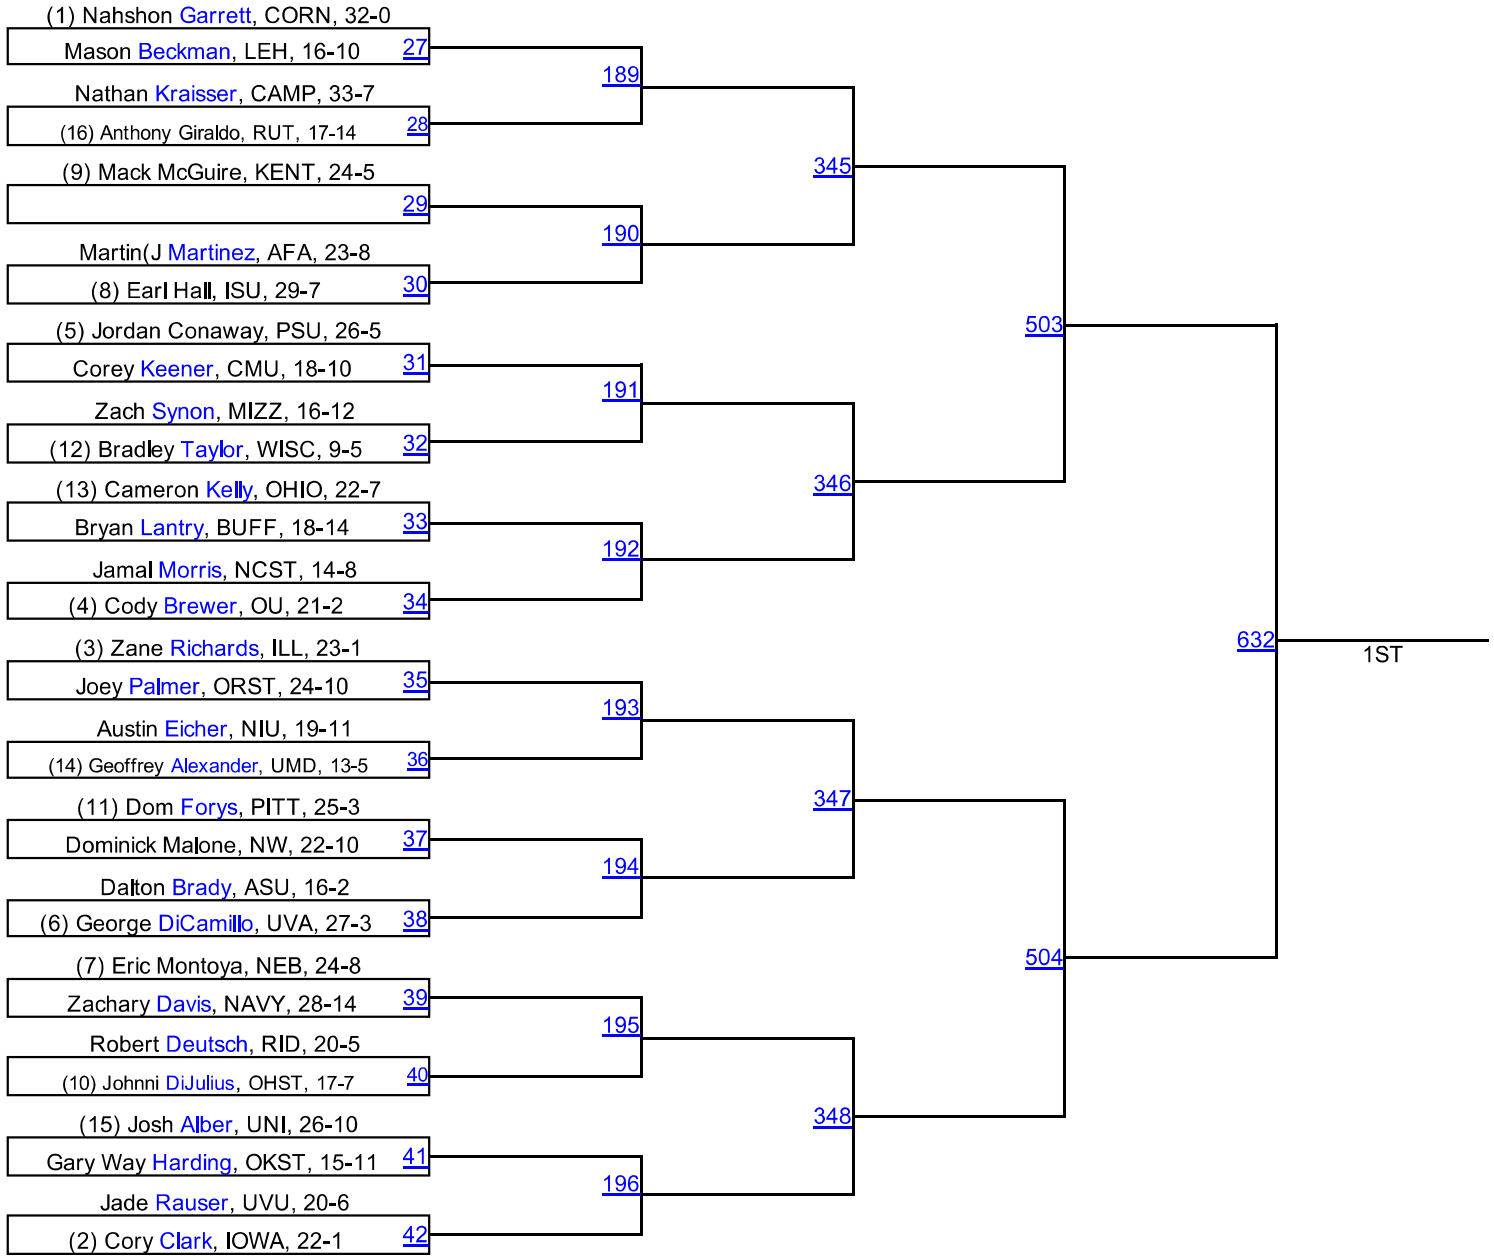 (1) Nahshon Garrett, CORN, 32-0
Mason Beckman, LEH, 16-10 27
189
Nathan Kraisser, CAMP, 33-7
(16) Anthony Giraldo, RUT, 17-14 28
345
(9) Mack McGuire, KENT, 24-5
29
190
Martin(J Martinez, AFA, 23-8
(8) Earl Hall, ISU, 29-7 30
503
(5) Jordan Conaway, PSU, 26-5
Corey Keener, CMU, 18-10 31
191
Zach Synon, MIZZ, 16-12
(12) Bradley Taylor, WISC, 9-5 32
346
(13) Cameron Kelly, OHIO, 22-7
Bryan Lantry, BUFF, 18-14 33
192
Jamal Morris, NCST, 14-8
(4) Cody Brewer, OU, 21-2 34
632
1ST
(3) Zane Richards, ILL, 23-1
Joey Palmer, ORST, 24-10 35
193
Austin Eicher, NIU, 19-11
(14) Geoffrey Alexander, UMD, 13-5 36
347
(11) Dom Forys, PITT, 25-3
Dominick Malone, NW, 22-10 37
194
Dalton Brady, ASU, 16-2
(6) George DiCamillo, UVA, 27-3 38
504
(7) Eric Montoya, NEB, 24-8
Zachary Davis, NAVY, 28-14 39
195
Robert Deutsch, RID, 20-5
(10) Johnni DiJulius, OHST, 17-7 40
348
(15) Josh Alber, UNI, 26-10
Gary Way Harding, OKST, 15-11 41
196
Jade Rauser, UVU, 20-6
(2) Cory Clark, IOWA, 22-1 42